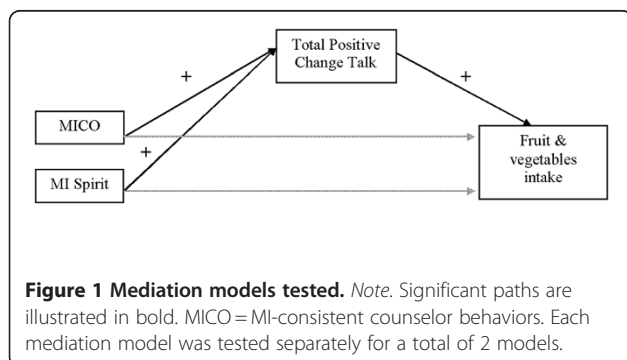 Total Positive
Change Talk
+
+
MICO
+
MI Spirit
Fruit &
vegetables
intake
Figure 1 Mediation models tested. Note. Significant paths are
illustrated in bold. MICO = MI-consistent counselor behaviors. Each
mediation model was tested separately for a total of 2 models.